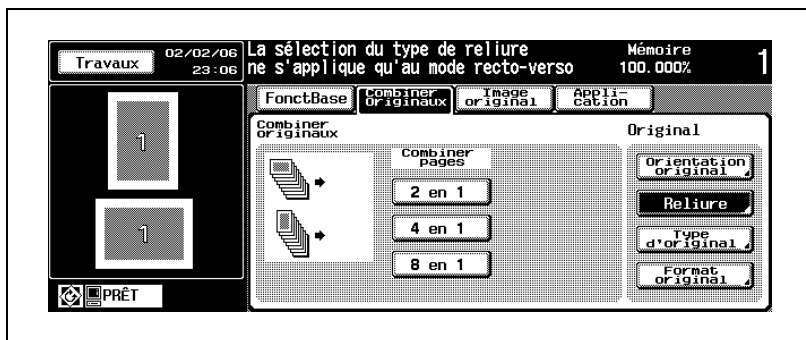 Travaux
02/02/06
23:06
La sélection du type de reliure
ne s'applique qu'au mode recto-verso
Mémoire
100.000%
1
FonctBase
Combiner
Originaux
Image
original
Appli-
cation
1
1
Combiner
originaux
Combiner
pages
2 en 1
4 en 1
8 en 1
Original
Orientation
original
Reliure
Type
d'original
Format
original
PRÊT